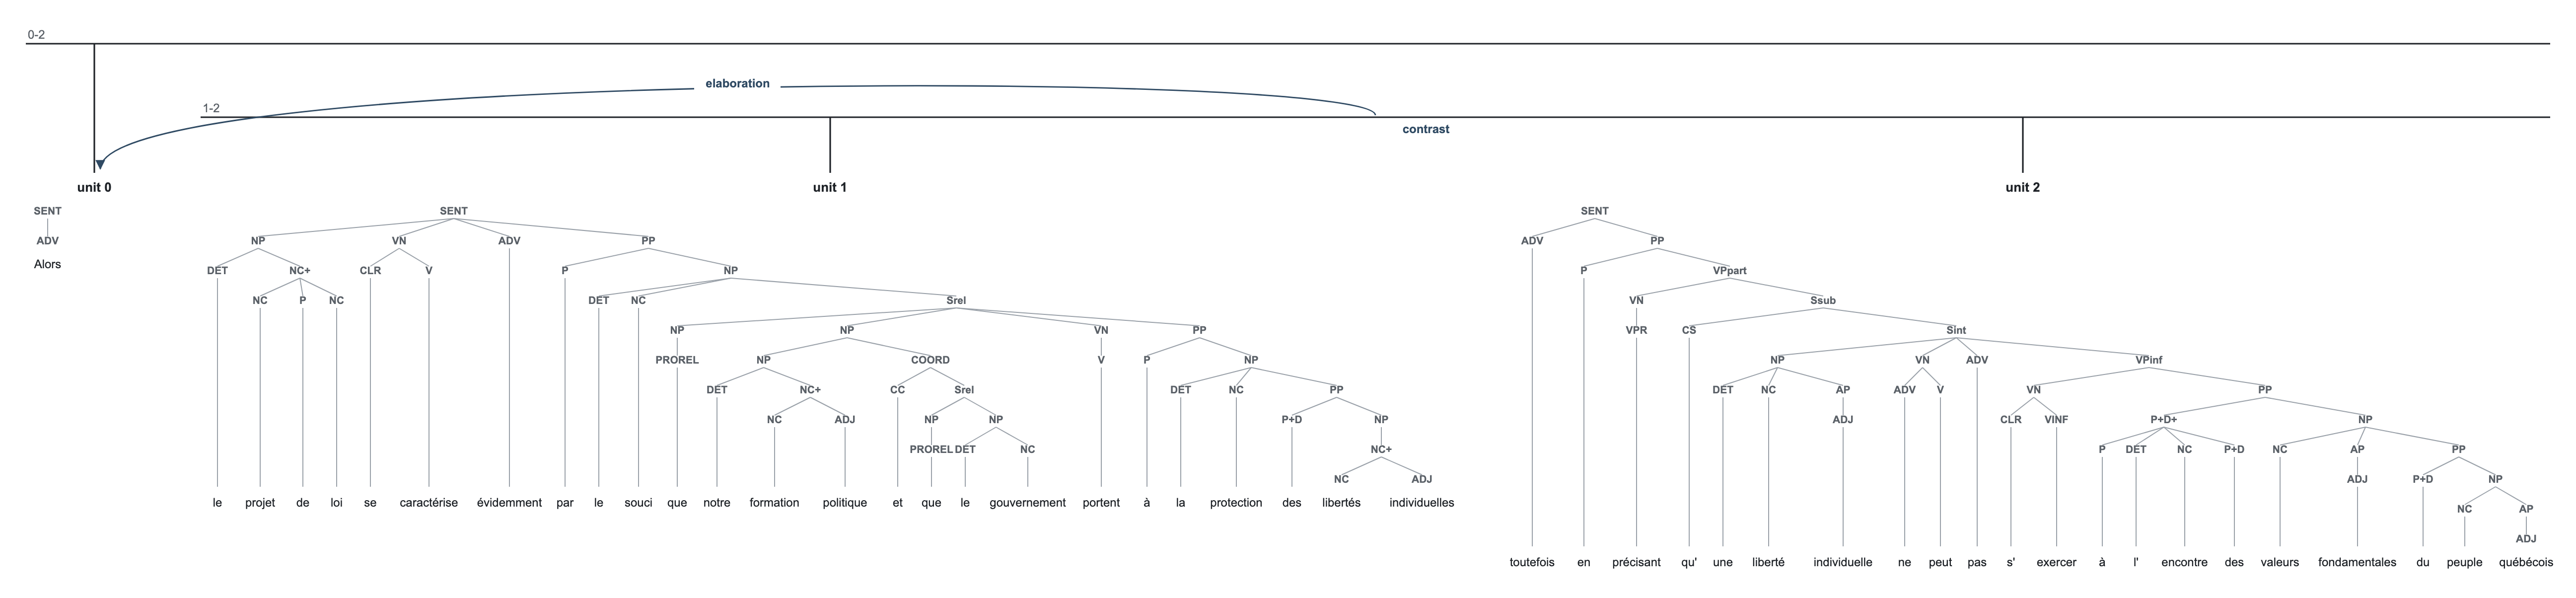 0-2
elaboration
1-2
contrast
unit 0 unit 1 unit 2
SENT SENT SENT
ADV NP VN ADV PP ADV PP
Alors
DET NC+ CLR V P NP P VPpart
NC P NC DET NC Srel VN Ssub
NP NP VN PP VPR CS Sint
PROREL NP COORD V P NP NP VN ADV VPinf
DET NC+ CC Srel DET NC PP DET NC AP ADV V VN PP
NC ADJ NP NP P+D NP ADJ CLR VINF P+D+ NP
PROREL DET NC NC+ P DET NC P+D NC AP PP
NC ADJ ADJ P+D NP
le projet de loi se caractérise évidemment par le souci que notre formation politique et que le gouvernement portent à la protection des libertés individuelles
NC AP
ADJ
toutefois en précisant qu' une liberté individuelle ne peut pas s' exercer à l' encontre des valeurs fondamentales du peuple québécois